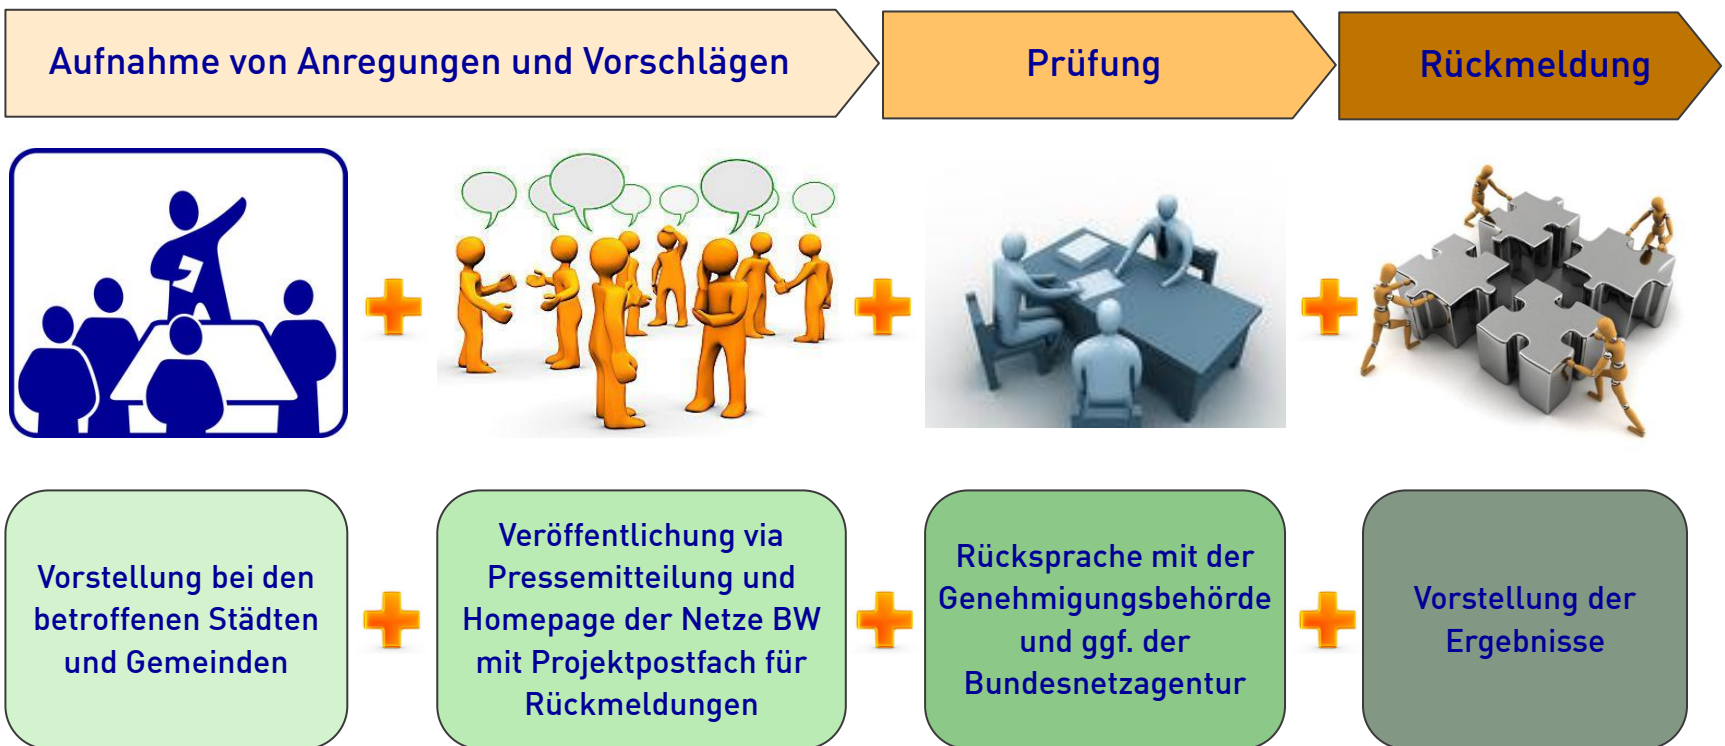 Aufnahme von Anregungen und Vorschlägen
Prüfung
Rückmeldung
Vorstellung bei den
betroffenen Städten
und Gemeinden
Veröffentlichung via
Pressemitteilung und
Homepage der Netze BW
mit Projektpostfach für
Rückmeldungen
Rücksprache mit der
Genehmigungsbehörde
und ggf. der
Bundesnetzagentur
Vorstellung der
Ergebnisse